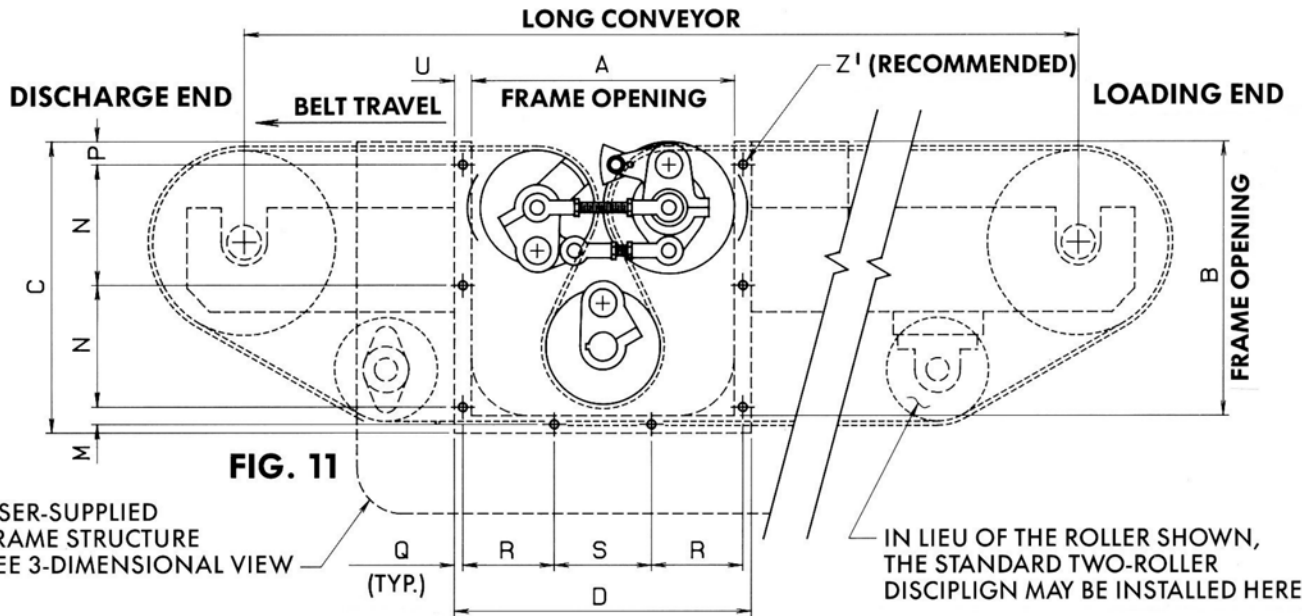 LONG CONVEYOR
U
A
Z' (RECOMMENDED)
DISCHARGE END
BELT TRAVEL
FRAME OPENING
LOADING END
P
N
C
N
M
B
FRAME OPENING
FIG. 11
SER-SUPPLIED
RAME STRUCTURE
EE 3-DIMENSIONAL VIEW
Q
(TYP.)
R
S
R
D
IN LIEU OF THE ROLLER SHOWN,
THE STANDARD TWO-ROLLER
DISCIPLIGN MAY BE INSTALLED HERE